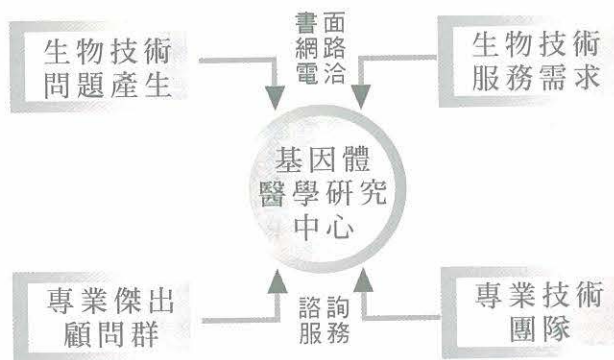 生物技術
問題產生
書面
網路
電洽
生物技術
服務需求
基因體
醫學研究
中心
專業傑出
顧問群
諮詢
服務
專業技術
團隊